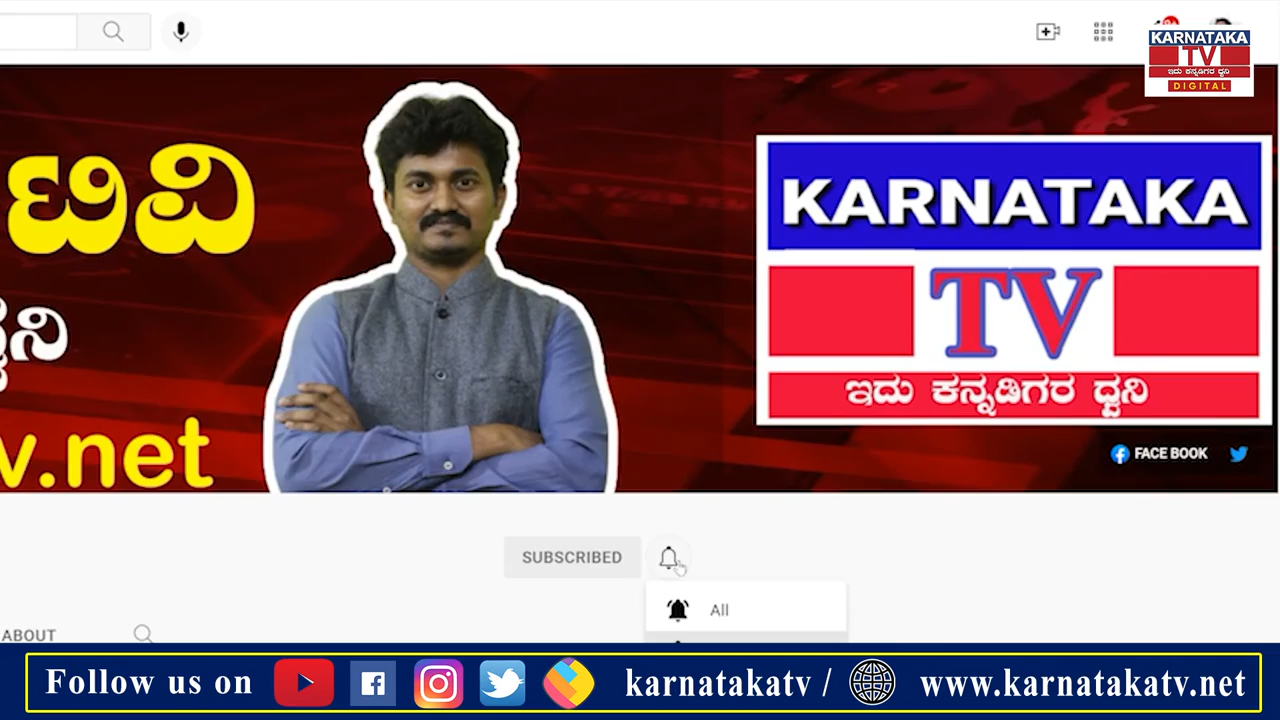 KARNATAKA
TV
ಇದು ಕನ್ನಡಿಗರ ಧ್ವನಿ
DIGITAL
ಟಿವಿ
KARNATAKA
TV
ಇದು ಕನ್ನಡಿಗರ ಧ್ವನಿ
v.net
FACE BOOK
SUBSCRIBED
All
ABOUT
Follow us on karnatakatv / www.karnatakatv.net